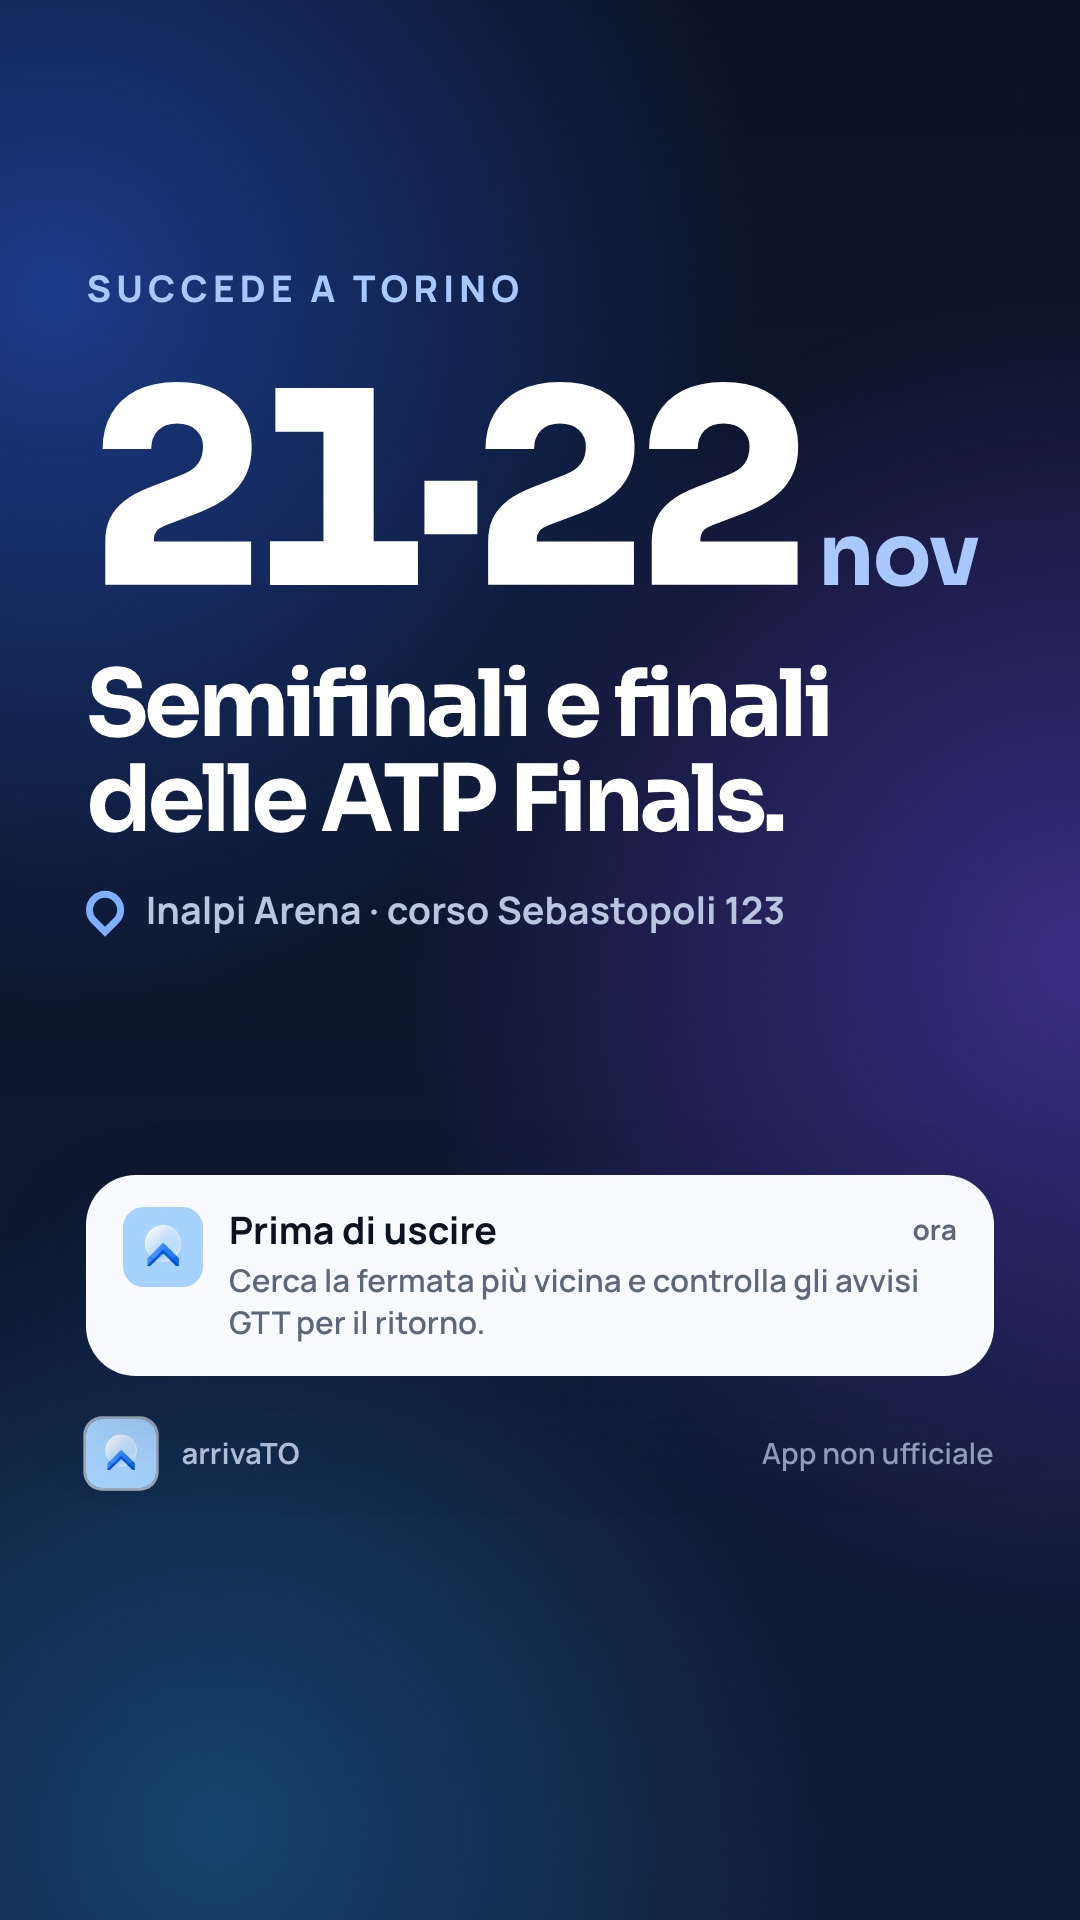 SUCCEDE A TORINO
21·22 nov
Semifinali e finali
delle ATP Finals.
Inalpi Arena · corso Sebastopoli 123
Prima di uscire
ora
Cerca la fermata più vicina e controlla gli avvisi
GTT per il ritorno.
arrivaTO
App non ufficiale